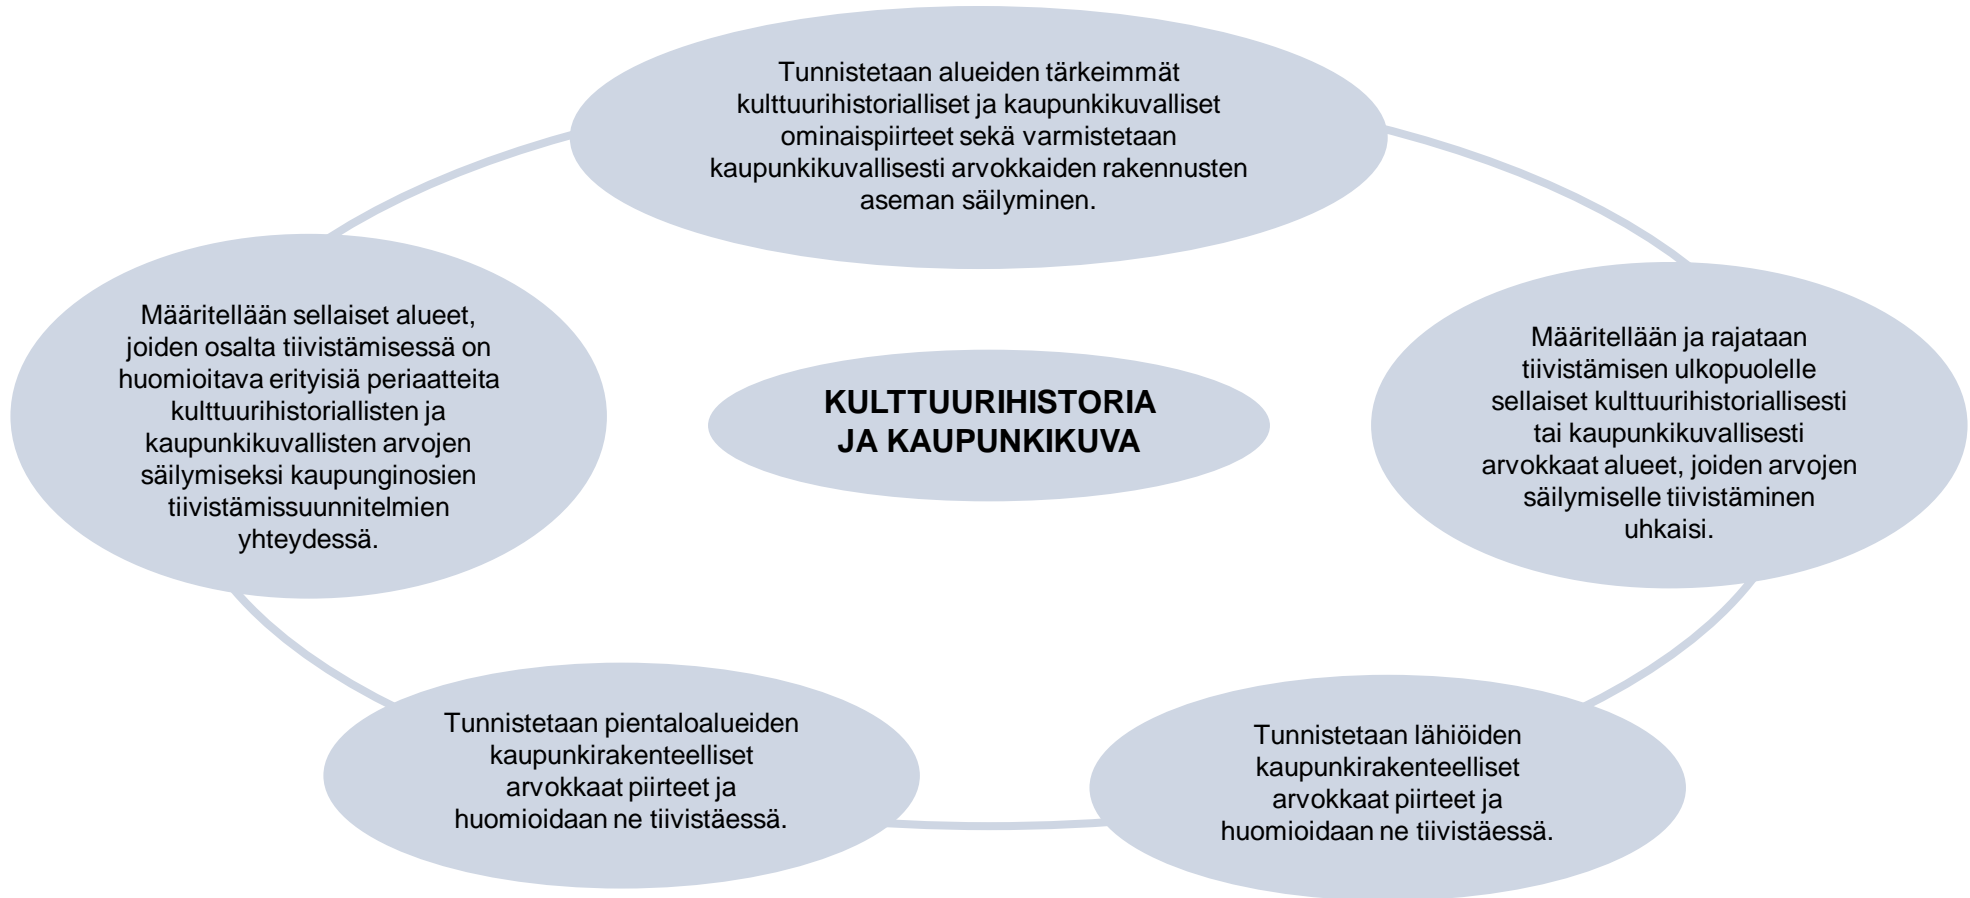 Tunnistetaan alueiden tärkeimmät
kulttuurihistorialliset ja kaupunkikuvalliset
ominaispiirteet sekä varmistetaan
kaupunkikuvallisesti arvokkaiden rakennusten
aseman säilyminen.
Määritellään sellaiset alueet,
joiden osalta tiivistämisessä on
huomioitava erityisiä periaatteita
kulttuurihistoriallisten ja
kaupunkikuvallisten arvojen
säilymiseksi kaupunginosien
tiivistämissuunnitelmien
yhteydessä.
KULTTUURIHISTORIA
JA KAUPUNKIKUVA
Määritellään ja rajataan
tiivistämisen ulkopuolelle
sellaiset kulttuurihistoriallisesti
tai kaupunkikuvallisesti
arvokkaat alueet, joiden arvojen
säilymiselle tiivistäminen
uhkaisi.
Tunnistetaan pientaloalueiden
kaupunkirakenteelliset
arvokkaat piirteet ja
huomioidaan ne tiivistäessä.
Tunnistetaan lähiöiden
kaupunkirakenteelliset
arvokkaat piirteet ja
huomioidaan ne tiivistäessä.